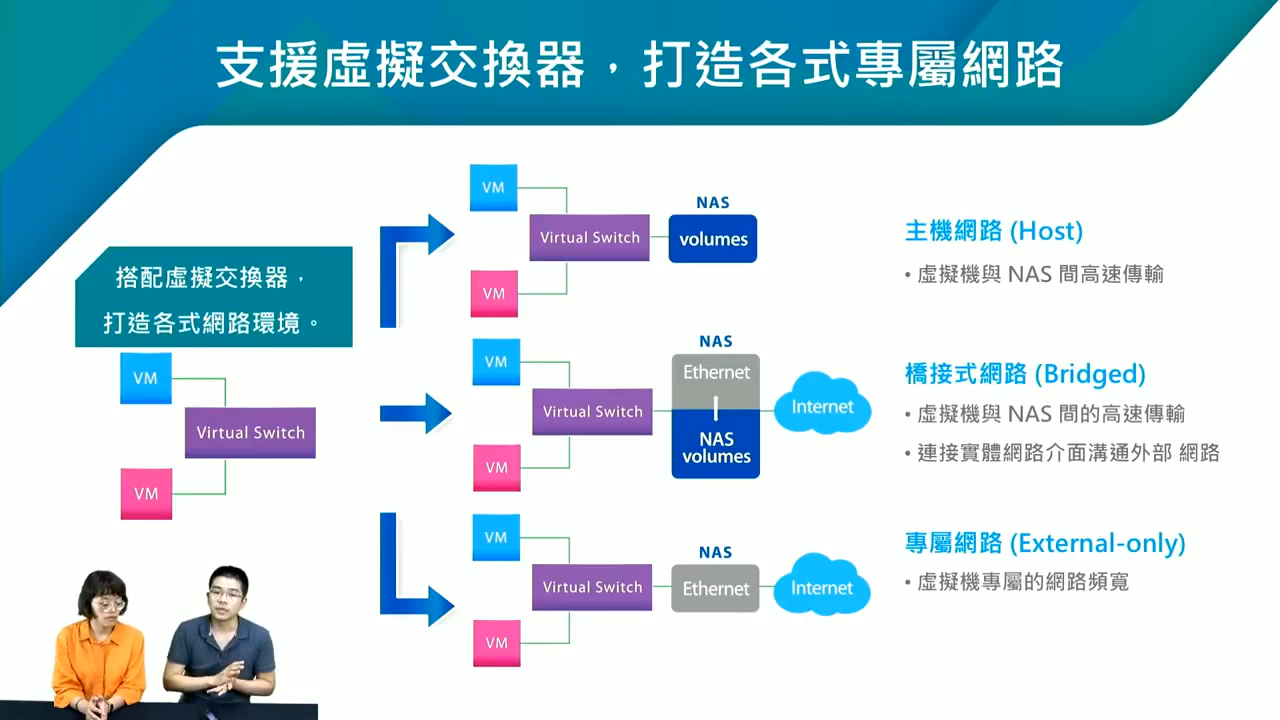 支援虛擬交換器，打造各式專屬網路
搭配虛擬交換器，
打造各式網路環境。
VM
Virtual Switch
VM
VM
Virtual Switch
VM
NAS
volumes
主機網路 (Host)
• 虛擬機與 NAS 間高速傳輸
VM
Virtual Switch
VM
NAS
Ethernet
NAS
volumes
Internet
橋接式網路 (Bridged)
• 虛擬機與 NAS 間的高速傳輸
• 連接實體網路介面溝通外部 網路
VM
Virtual Switch
VM
NAS
Ethernet
Internet
專屬網路 (External-only)
• 虛擬機專屬的網路頻寬